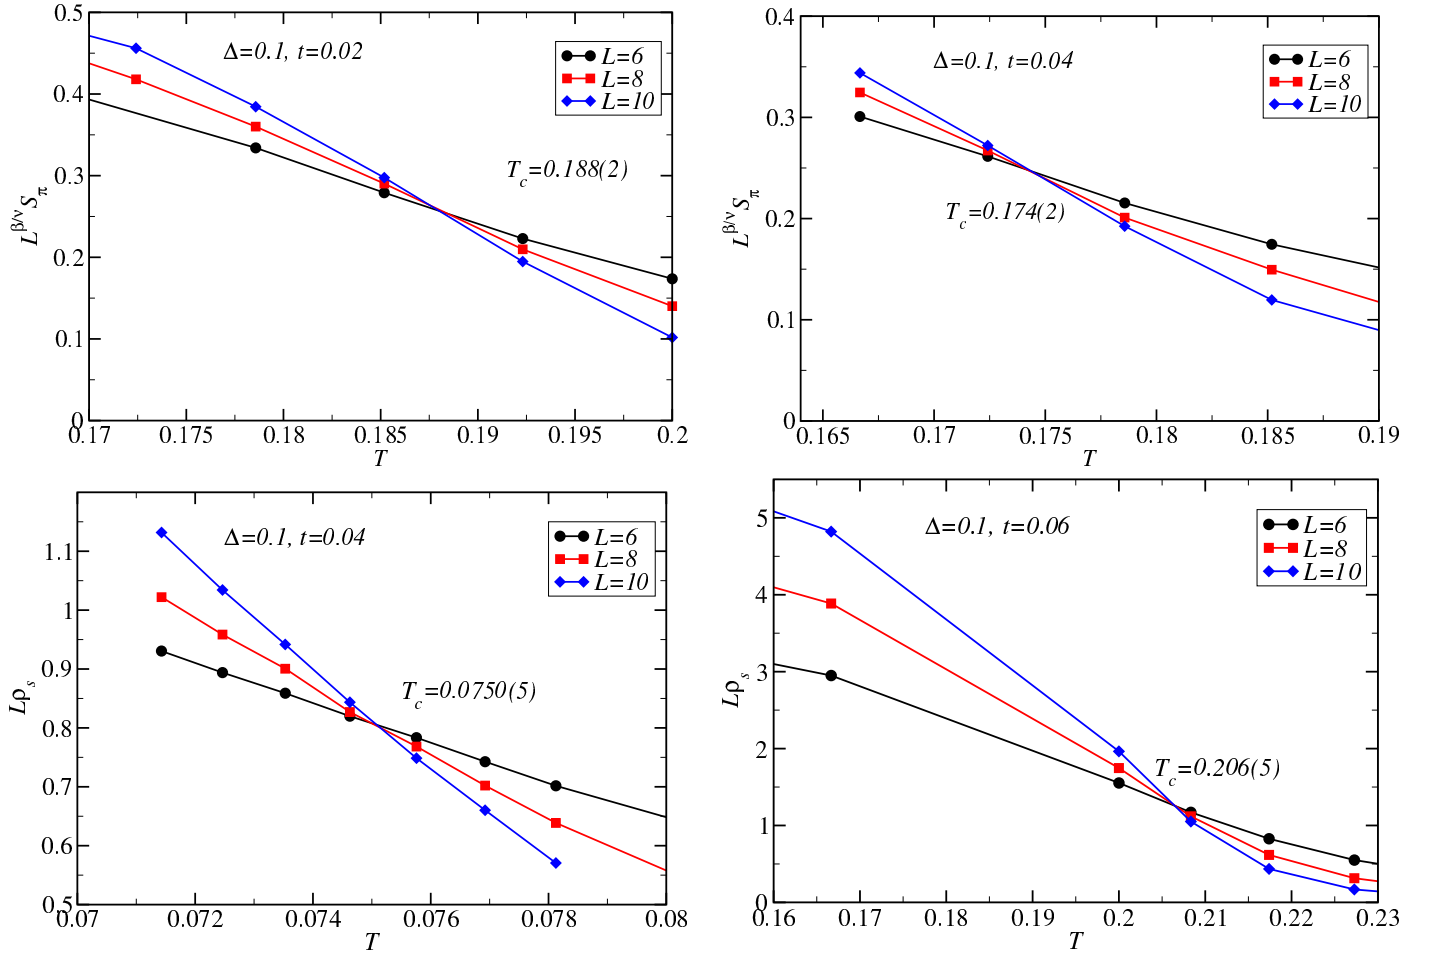 0.5
0.4
0.3
0.2
0.1
0
L^{β/ν}S_π
Δ=0.1, t=0.02
L=6
L=8
L=10
T_c=0.188(2)
0.17 0.175 0.18 0.185 0.19 0.195 0.2
T
0.4
0.3
0.2
0.1
0
L^{β/ν}S_π
Δ=0.1, t=0.04
L=6
L=8
L=10
T_c=0.174(2)
0.165 0.17 0.175 0.18 0.185 0.19
T
1.1
1
0.9
0.8
0.7
0.6
0.5
Lρ_s
Δ=0.1, t=0.04
L=6
L=8
L=10
T_c=0.0750(5)
0.07 0.072 0.074 0.076 0.078 0.08
T
5
4
3
2
1
0
Lρ_s
Δ=0.1, t=0.06
L=6
L=8
L=10
T_c=0.206(5)
0.16 0.17 0.18 0.19 0.2 0.21 0.22 0.23
T